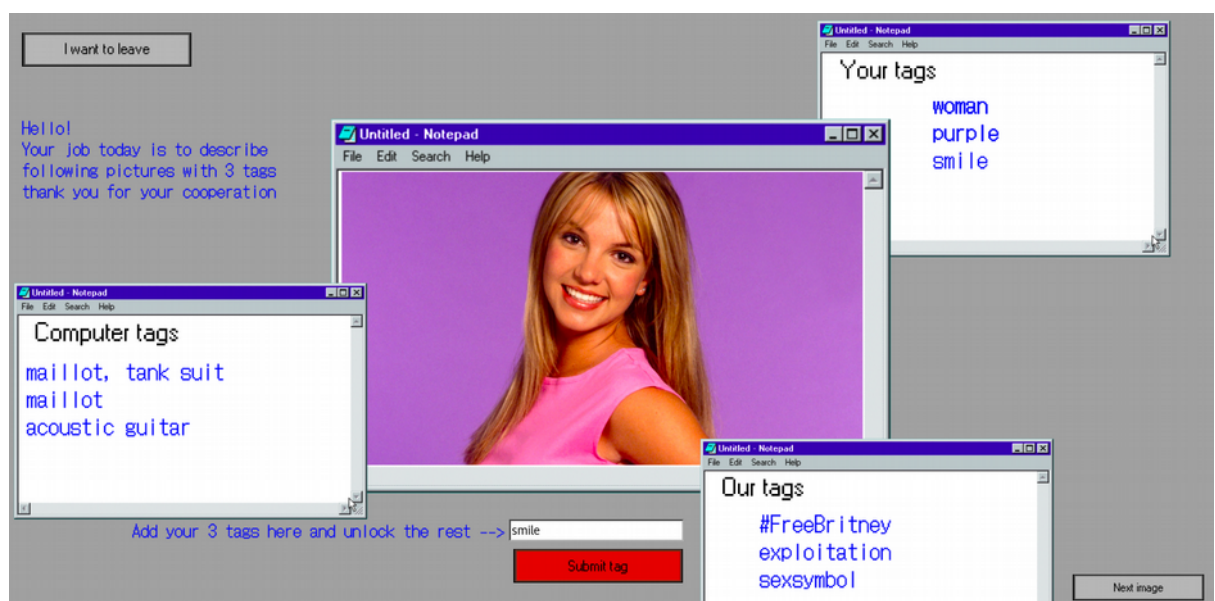 I want to leave
Hello!
Your job today is to describe
following pictures with 3 tags
thank you for your cooperation
Untitled - Notepad
File Edit Search Help
Your tags
woman
purple
smile
Untitled - Notepad
File Edit Search Help
Untitled - Notepad
File Edit Search Help
Computer tags
maillot, tank suit
maillot
acoustic guitar
Untitled - Notepad
File Edit Search Help
Our tags
#FreeBritney
exploitation
sexsymbol
Add your 3 tags here and unlock the rest --> smile
Submit tag
Next image